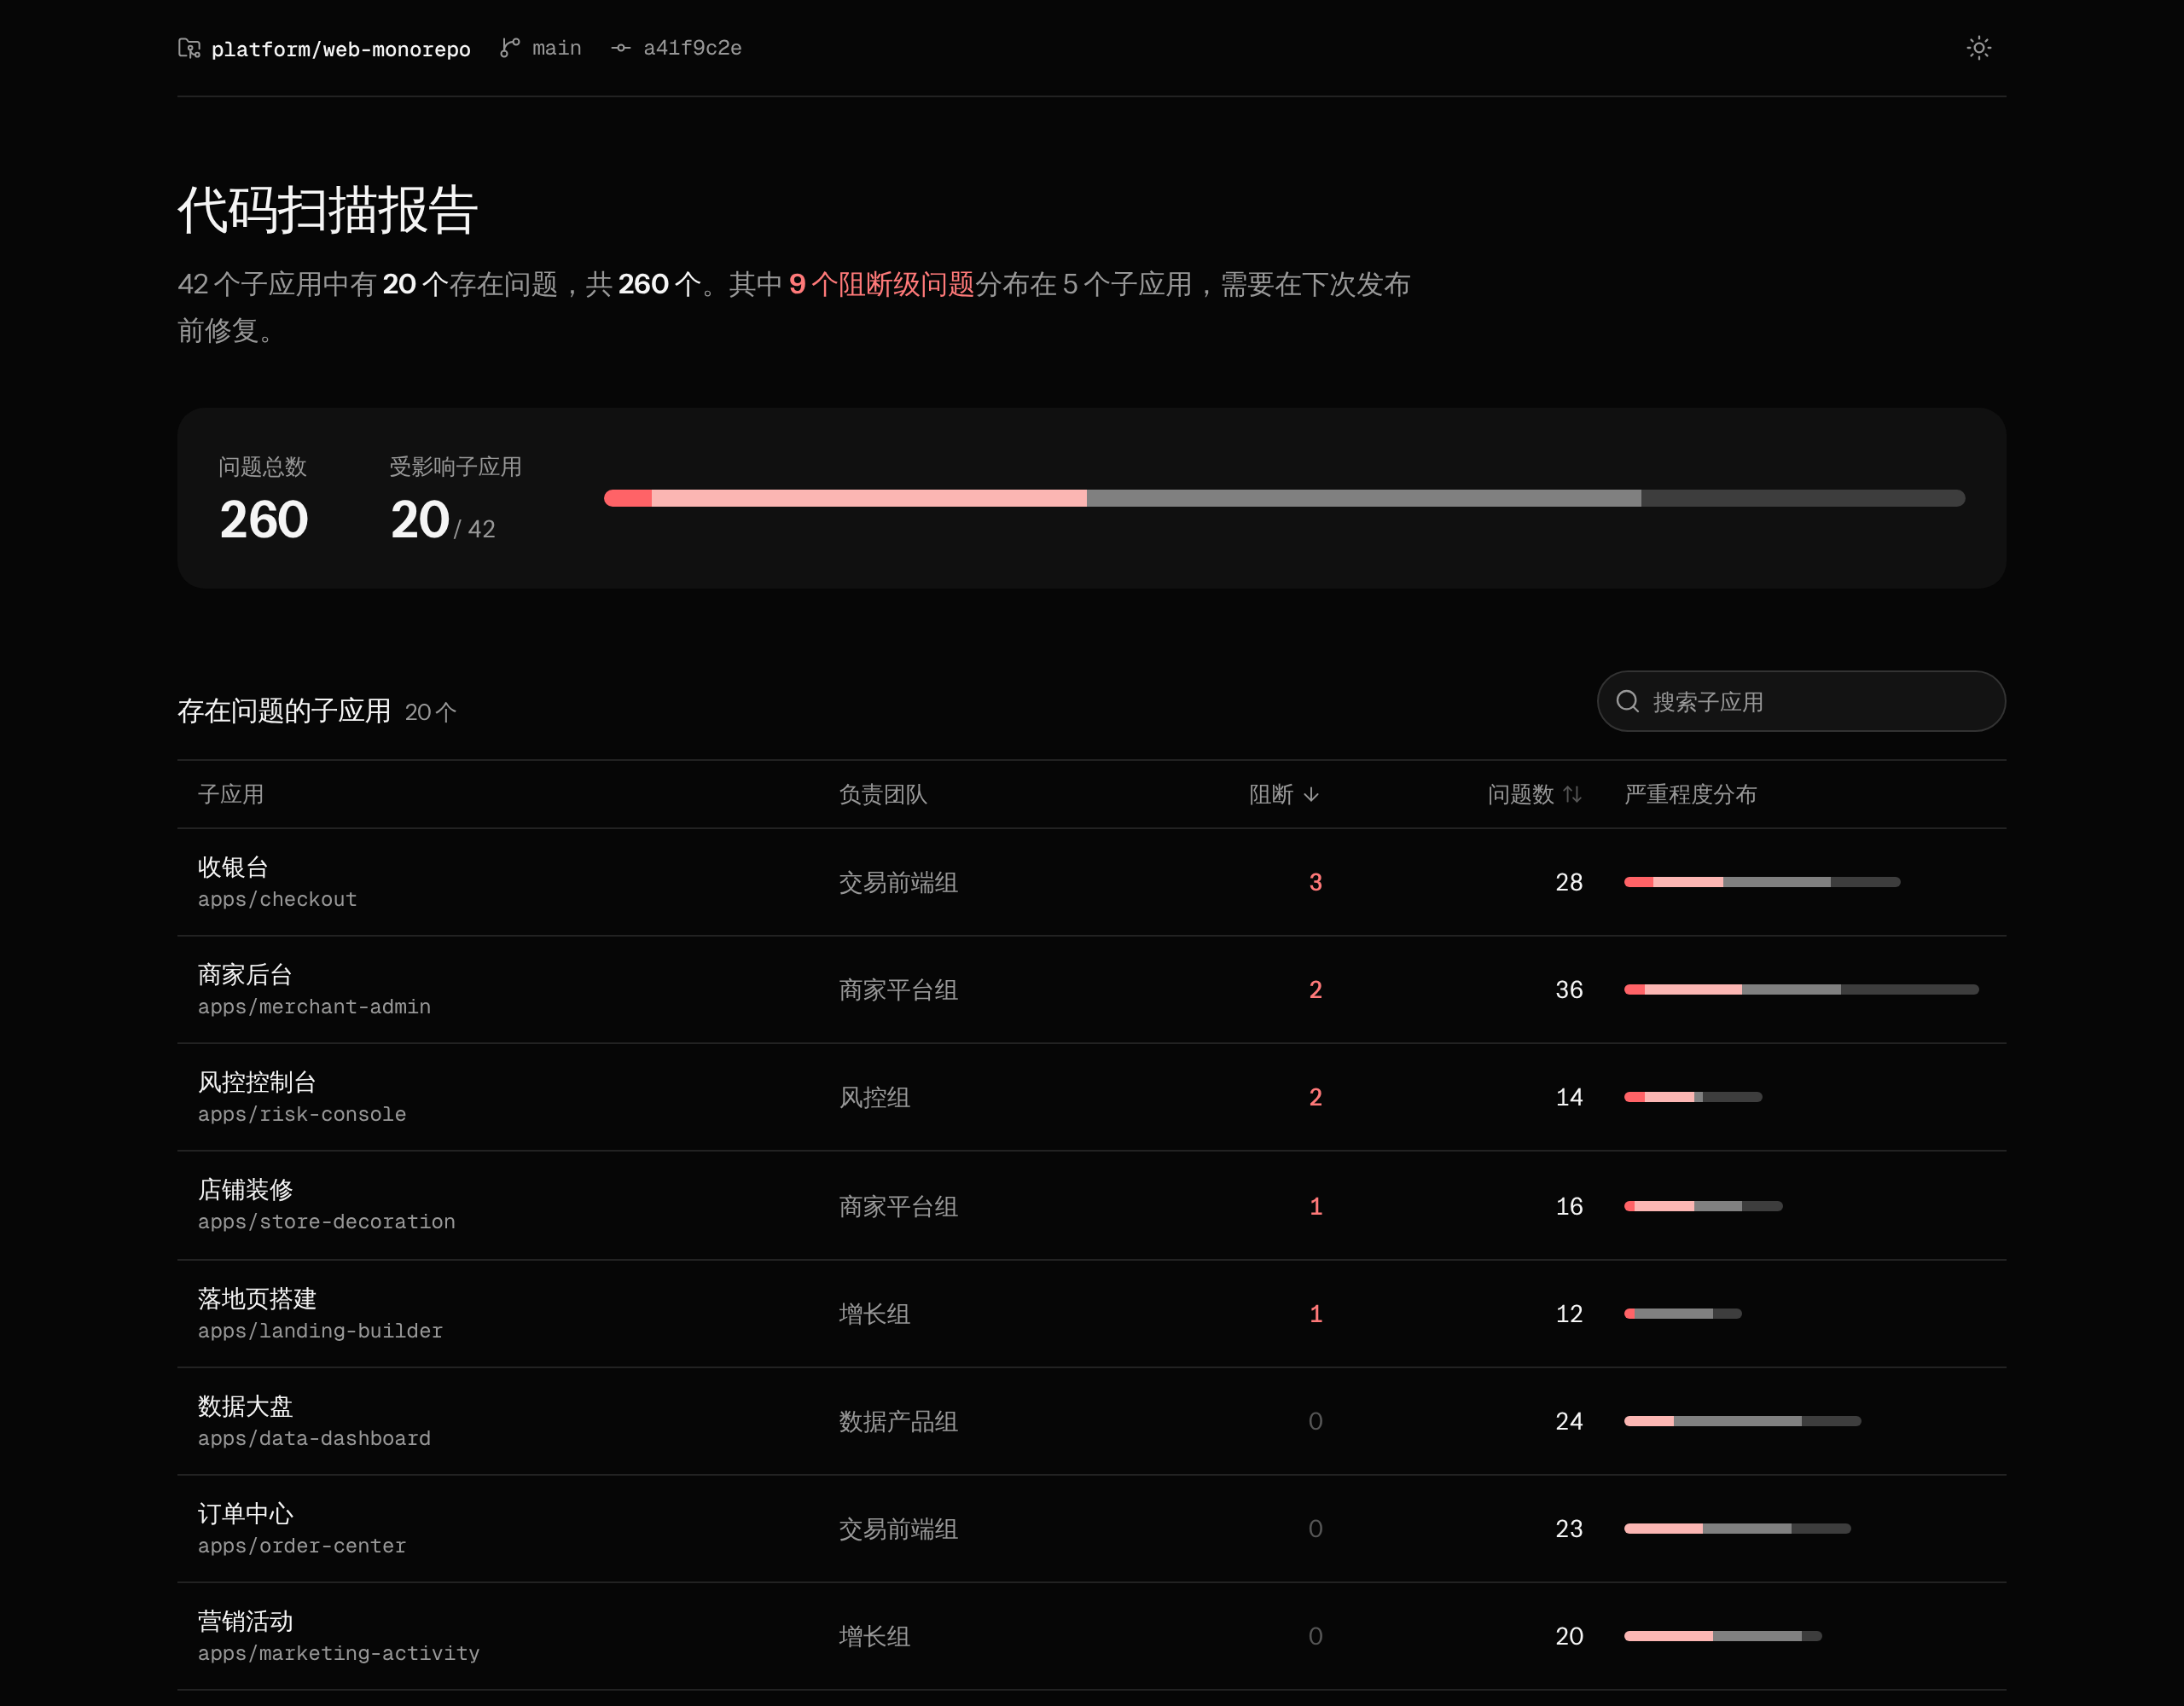 platform/web-monorepo main a41f9c2e
代码扫描报告
42 个子应用中有 20 个存在问题，共 260 个。其中 9 个阻断级问题分布在 5 个子应用，需要在下次发布
前修复。
问题总数 受影响子应用
260 20 / 42
存在问题的子应用 20 个 搜索子应用
子应用 负责团队 阻断 问题数 严重程度分布
收银台
apps/checkout 交易前端组 3 28
商家后台
apps/merchant-admin 商家平台组 2 36
风控控制台
apps/risk-console 风控组 2 14
店铺装修
apps/store-decoration 商家平台组 1 16
落地页搭建
apps/landing-builder 增长组 1 12
数据大盘
apps/data-dashboard 数据产品组 0 24
订单中心
apps/order-center 交易前端组 0 23
营销活动
apps/marketing-activity 增长组 0 20